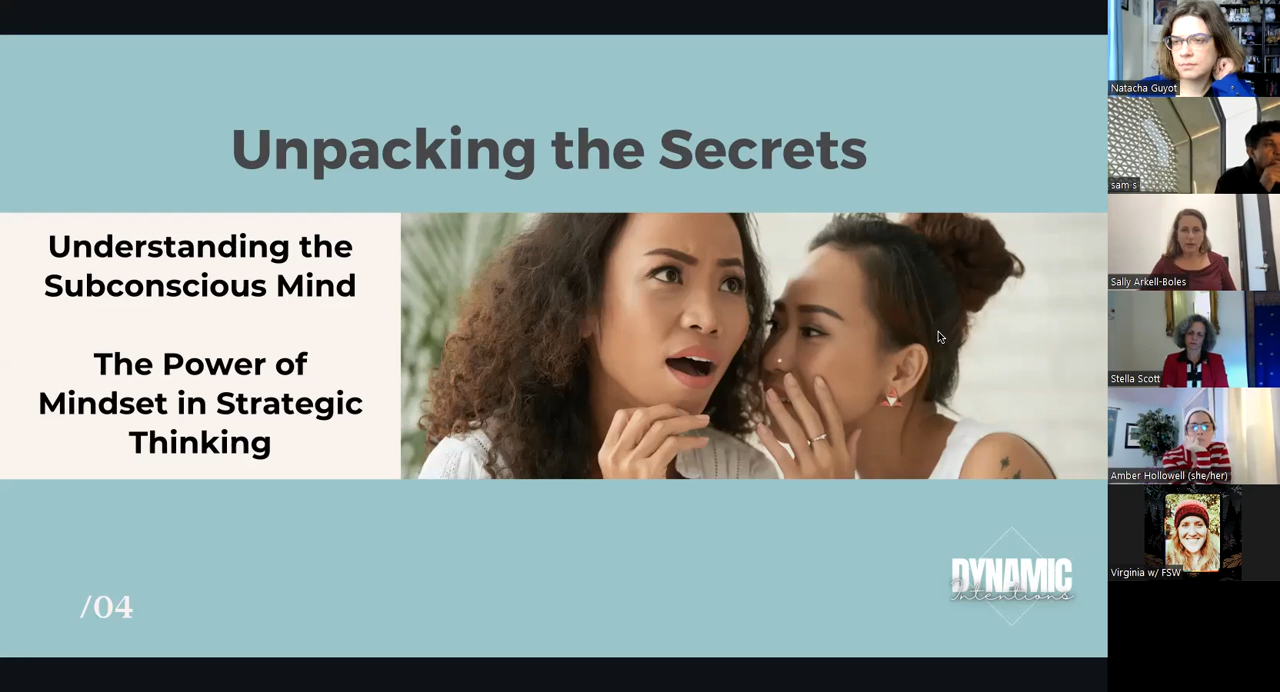 Unpacking the Secrets
Understanding the
Subconscious Mind
The Power of
Mindset in Strategic
Thinking
/04
DYNAMIC
Intentions
Natacha Guyot
sam s
Sally Arkell-Boles
Stella Scott
Amber Hollowell (she/her)
Virginia w/ FSW